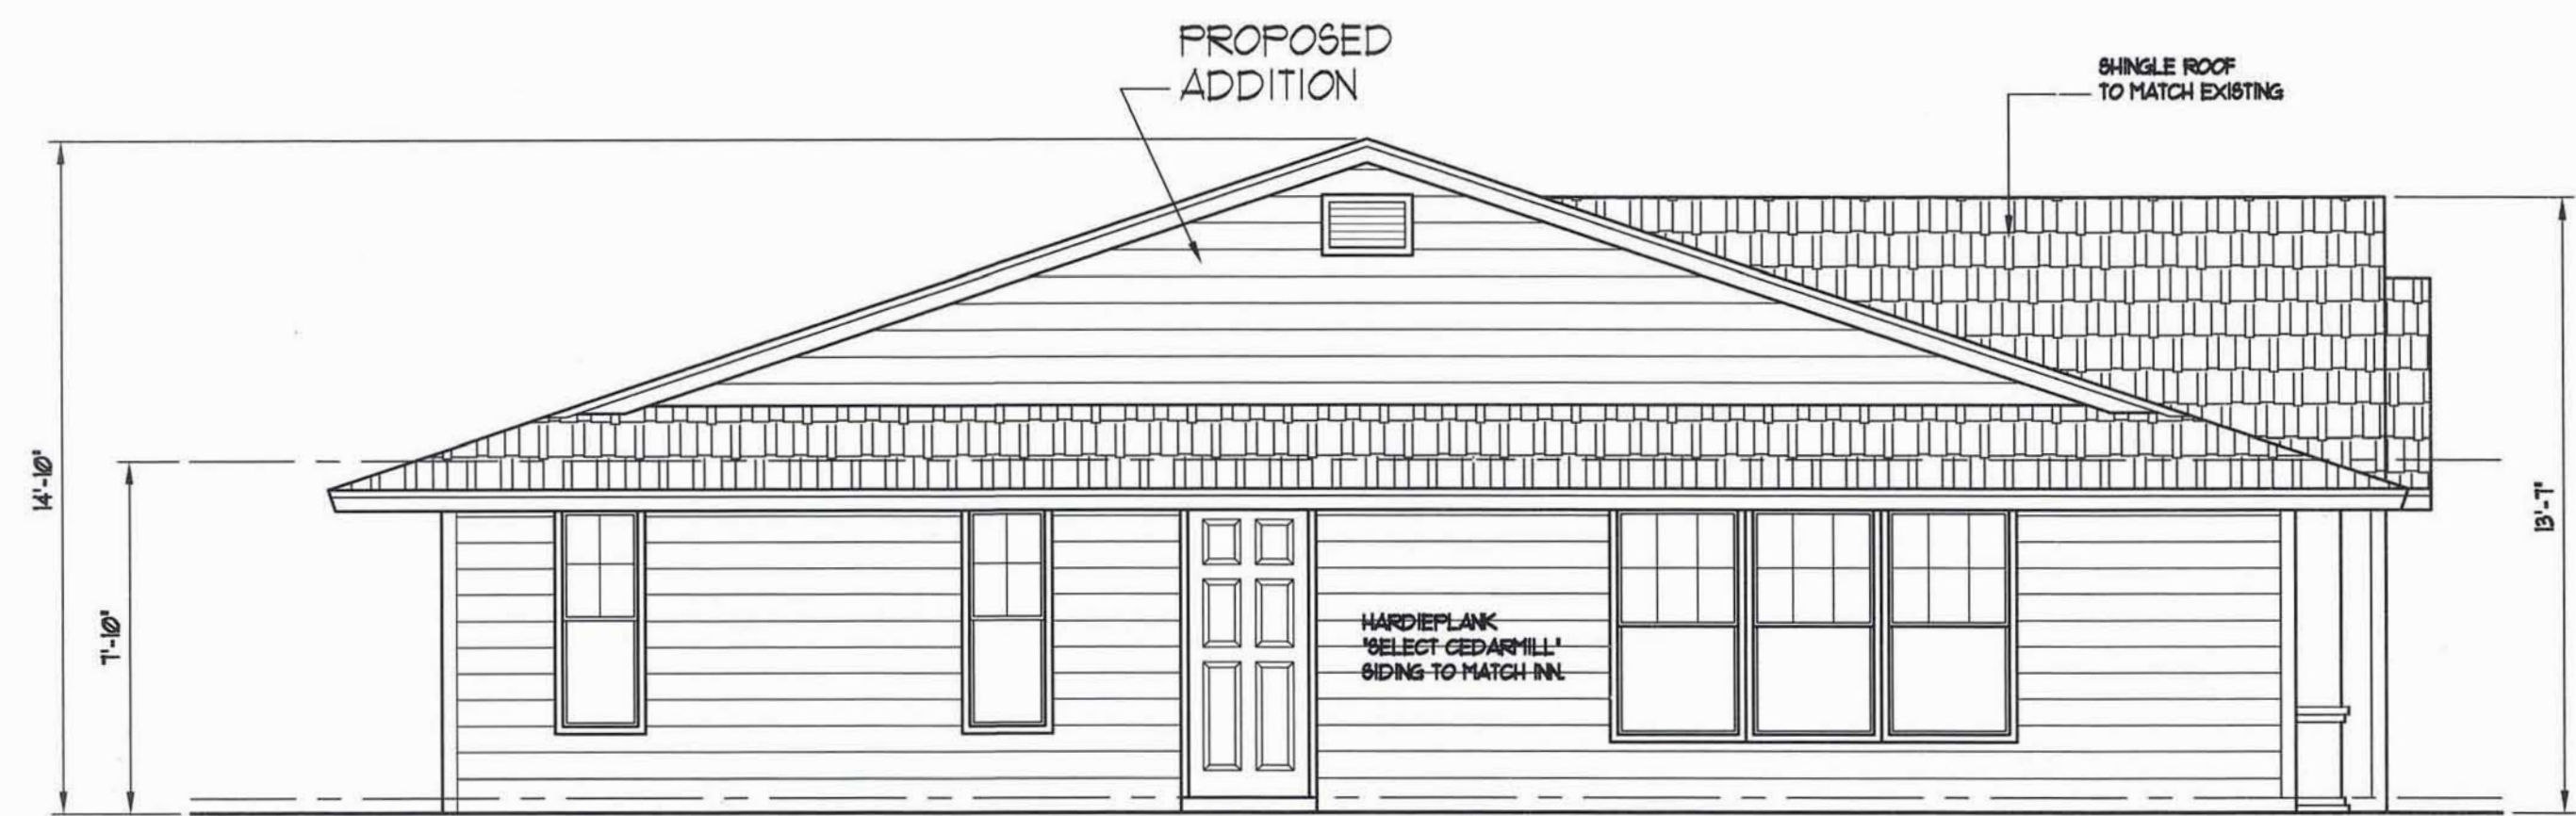 PROPOSED
ADDITION
SHINGLE ROOF
TO MATCH EXISTING
14'-10"
7'-10"
13'-7"
HARDIEPLANK
"SELECT CEDARMILL"
SIDING TO MATCH INN.